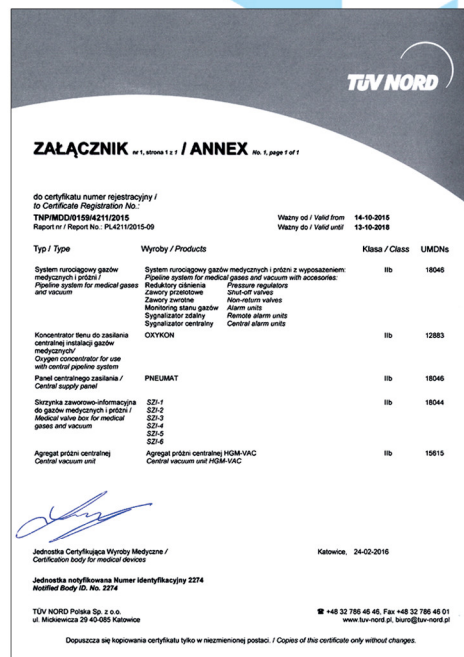 TÜV NORD
ZAŁĄCZNIK nr 1, strona 1 z 1 / ANNEX No. 1, page 1 of 1
do certyfikatu numer rejestracyjny /
to Certificate Registration No.:
TNP/MDD/0159/4211/2015 Ważny od / Valid from 14-10-2015
Raport nr / Report No.: PL4211/2015-09 Ważny do / Valid until 13-10-2018
Typ / Type Wyroby / Products Klasa / Class UMDNs
System rurociągowy gazów System rurociągowy gazów medycznych i próżni z wyposażeniem: IIb 18046
medycznych i próżni / Pipeline system for medical gases and vacuum with accesories:
Pipeline system for medical gases Reduktory ciśnienia Pressure regulators
and vacuum Zawory przelotowe Shut-off valves
Zawory zwrotne Non-return valves
Monitoring stanu gazów Alarm units
Sygnalizator zdalny Remote alarm units
Sygnalizator centralny Central alarm units
Koncentrator tlenu do zasilania OXYKON IIb 12883
centralnej instalacji gazów
medycznych/
Oxygen concentrator for use
with central pipeline system
Panel centralnego zasilania / PNEUMAT IIb 18046
Central supply panel
Skrzynka zaworowo-informacyjna SZI-1 IIb 18044
do gazów medycznych i próżni / SZI-2
Medical valve box for medical SZI-3
gases and vacuum SZI-4
SZI-5
SZI-6
Agregat próżni centralnej Agregat próżni centralnej HGM-VAC IIb 15615
Central vacuum unit Central vacuum unit HGM-VAC
Jednostka Certyfikująca Wyroby Medyczne / Katowice, 24-02-2016
Certification body for medical devices
Jednostka notyfikowana Numer identyfikacyjny 2274
Notified Body ID. No. 2274
TÜV NORD Polska Sp. z o.o. ☎ +48 32 786 46 46, Fax +48 32 786 46 01
ul. Mickiewicza 29 40-085 Katowice www.tuv-nord.pl, biuro@tuv-nord.pl
Dopuszcza się kopiowania certyfikatu tylko w niezmienionej postaci. / Copies of this certificate only without changes.